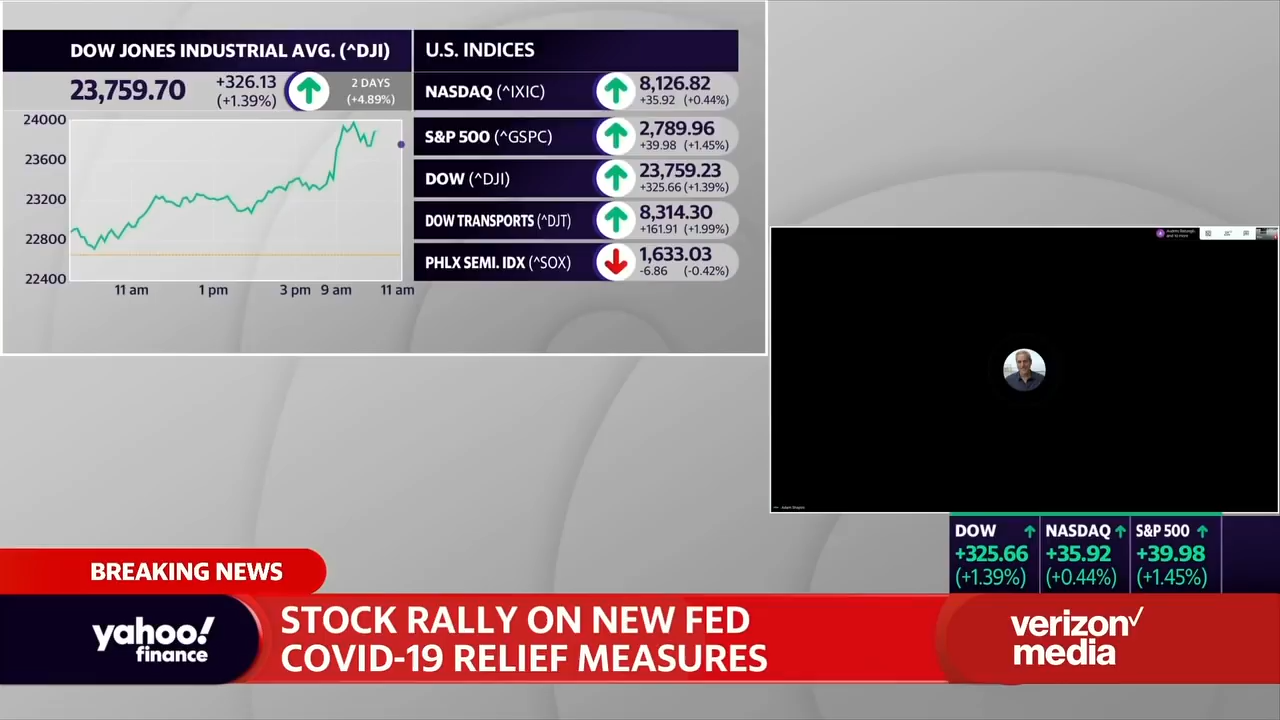 DOW JONES INDUSTRIAL AVG. (^DJI)
23,759.70
+326.13
(+1.39%)
2 DAYS
(+4.89%)
24000
23600
23200
22800
22400
11 am
1 pm
3 pm
9 am
11 am
U.S. INDICES
NASDAQ (^IXIC)
8,126.82
+35.92 (+0.44%)
S&P 500 (^GSPC)
2,789.96
+39.98 (+1.45%)
DOW (^DJI)
23,759.23
+325.66 (+1.39%)
DOW TRANSPORTS (^DJT)
8,314.30
+161.91 (+1.99%)
PHLX SEMI. IDX (^SOX)
1,633.03
-6.86 (-0.42%)
Adam Shapiro
DOW
+325.66
(+1.39%)
NASDAQ
+35.92
(+0.44%)
S&P 500
+39.98
(+1.45%)
BREAKING NEWS
yahoo!
finance
STOCK RALLY ON NEW FED
COVID-19 RELIEF MEASURES
verizon✓
media